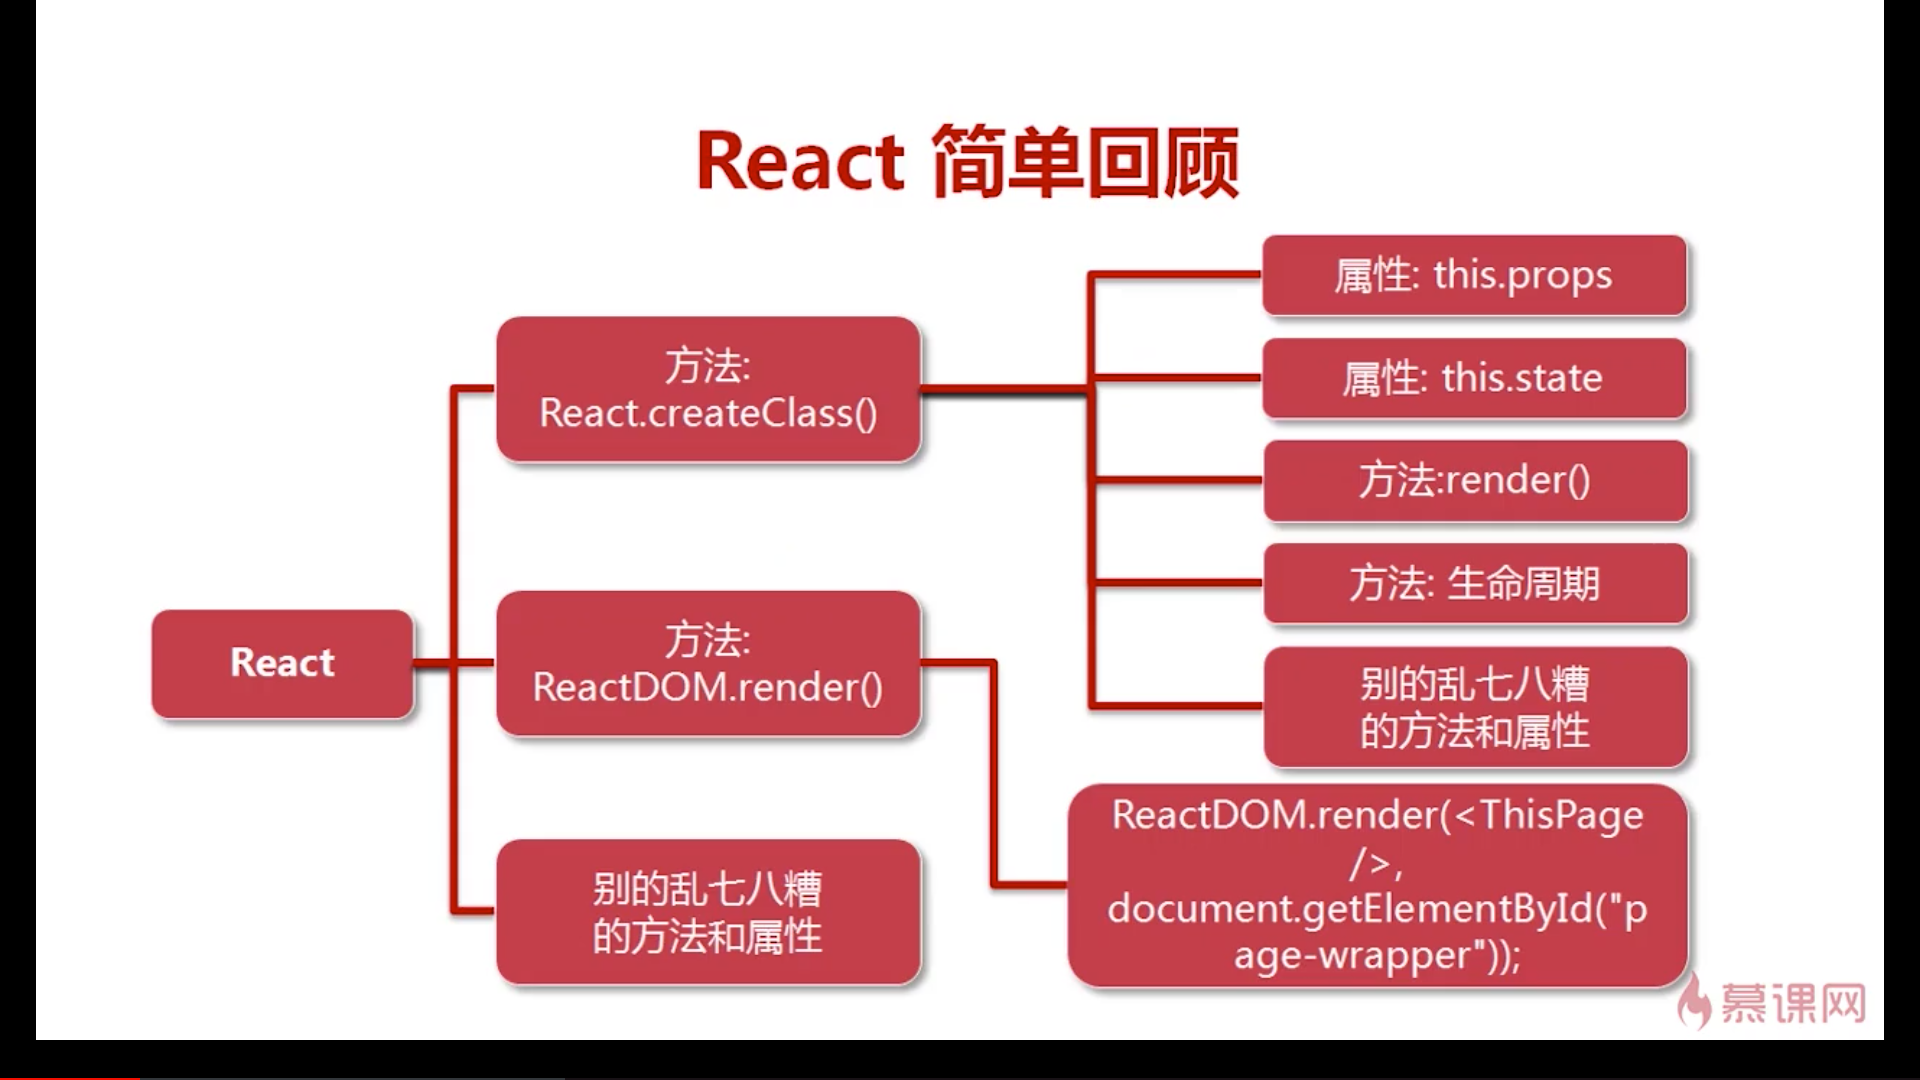 React 简单回顾
React
方法:
React.createClass()
属性: this.props
属性: this.state
方法:render()
方法: 生命周期
别的乱七八糟
的方法和属性
方法:
ReactDOM.render()
ReactDOM.render(<ThisPage
/>,
document.getElementById("p
age-wrapper"));
别的乱七八糟
的方法和属性
慕课网